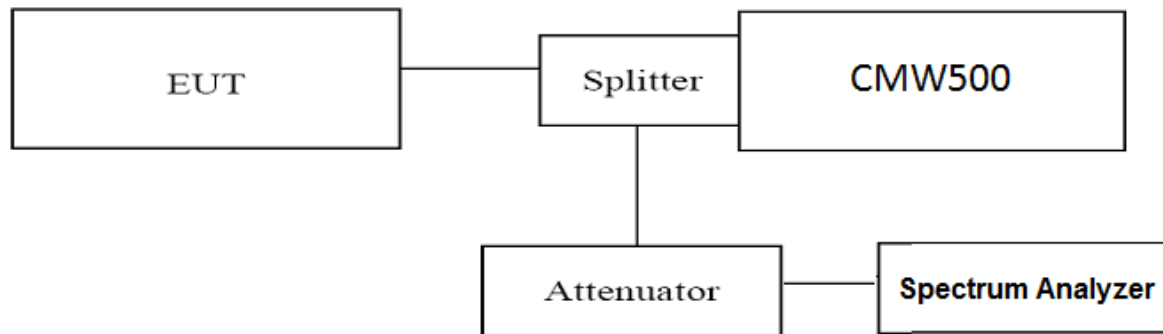 EUT
Splitter
CMW500
Attenuator
Spectrum Analyzer